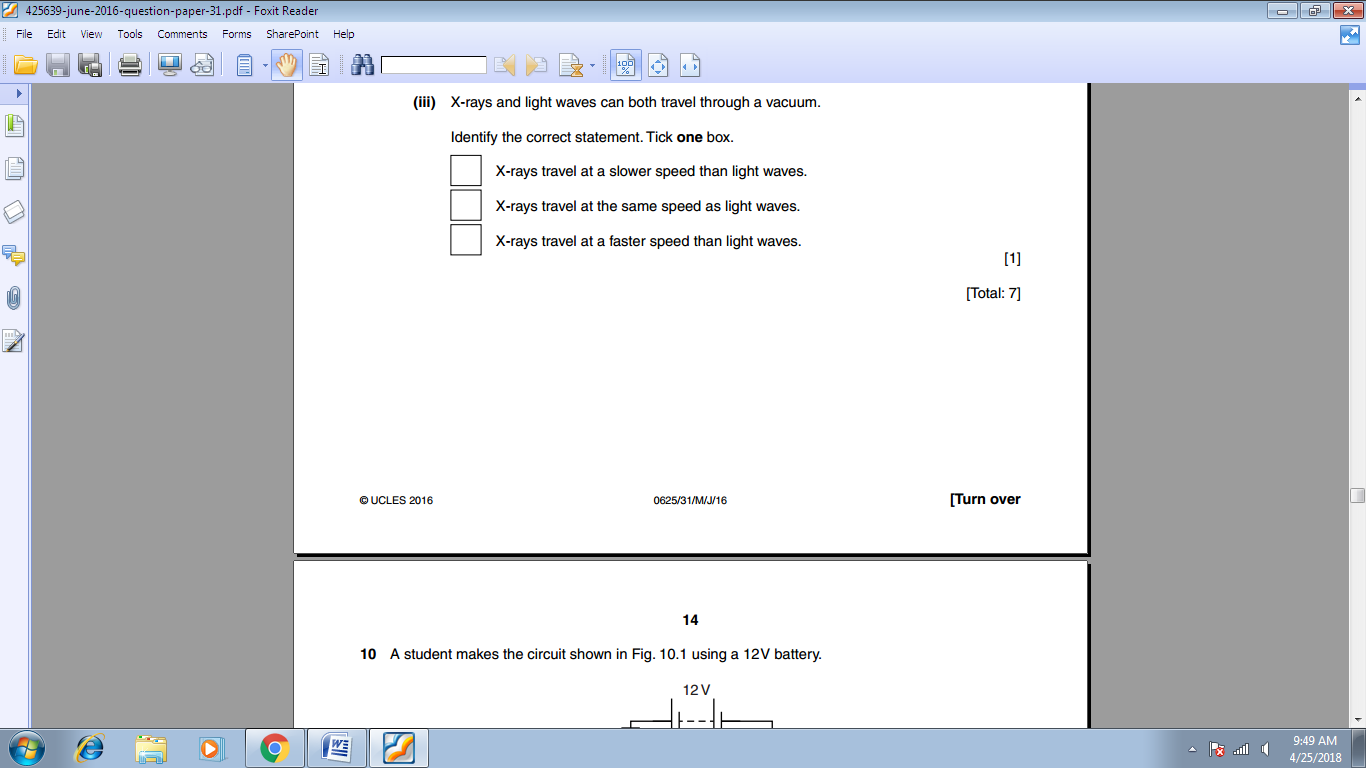 425639-june-2016-question-paper-31.pdf - Foxit Reader
File Edit View Tools Comments Forms SharePoint Help
(iii) X-rays and light waves can both travel through a vacuum.
Identify the correct statement. Tick one box.
X-rays travel at a slower speed than light waves.
X-rays travel at the same speed as light waves.
X-rays travel at a faster speed than light waves.
[1]
[Total: 7]
© UCLES 2016 0625/31/M/J/16 [Turn over
14
10 A student makes the circuit shown in Fig. 10.1 using a 12V battery.
12 V
9:49 AM
4/25/2018